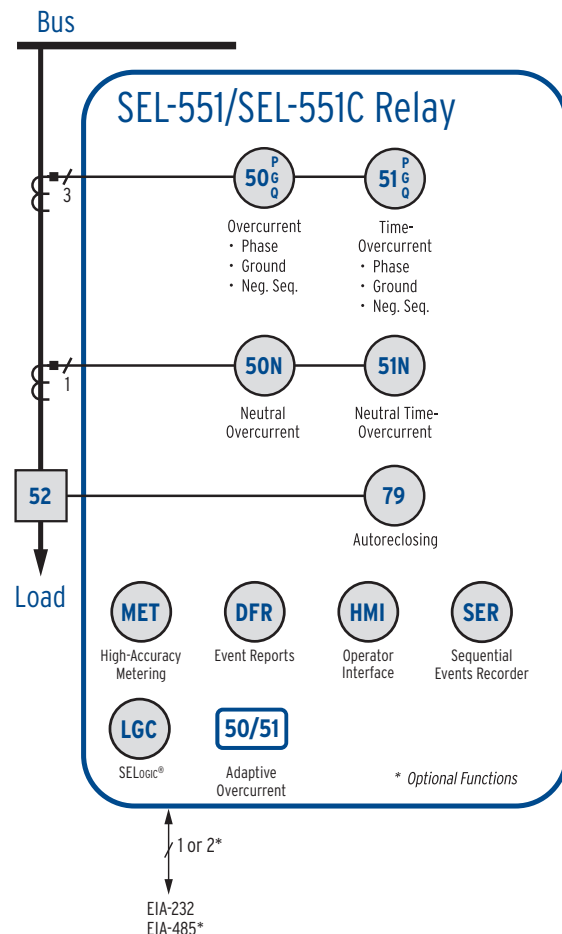 Bus
SEL-551/SEL-551C Relay
3
50 P G Q
51 P G Q
Overcurrent
· Phase
· Ground
· Neg. Seq.
Time-
Overcurrent
· Phase
· Ground
· Neg. Seq.
1
50N
51N
Neutral
Overcurrent
Neutral Time-
Overcurrent
52
79
Autoreclosing
Load
MET
DFR
HMI
SER
High-Accuracy
Metering
Event Reports
Operator
Interface
Sequential
Events Recorder
LGC
50/51
SELOGIC®
Adaptive
Overcurrent
* Optional Functions
1 or 2*
EIA-232
EIA-485*